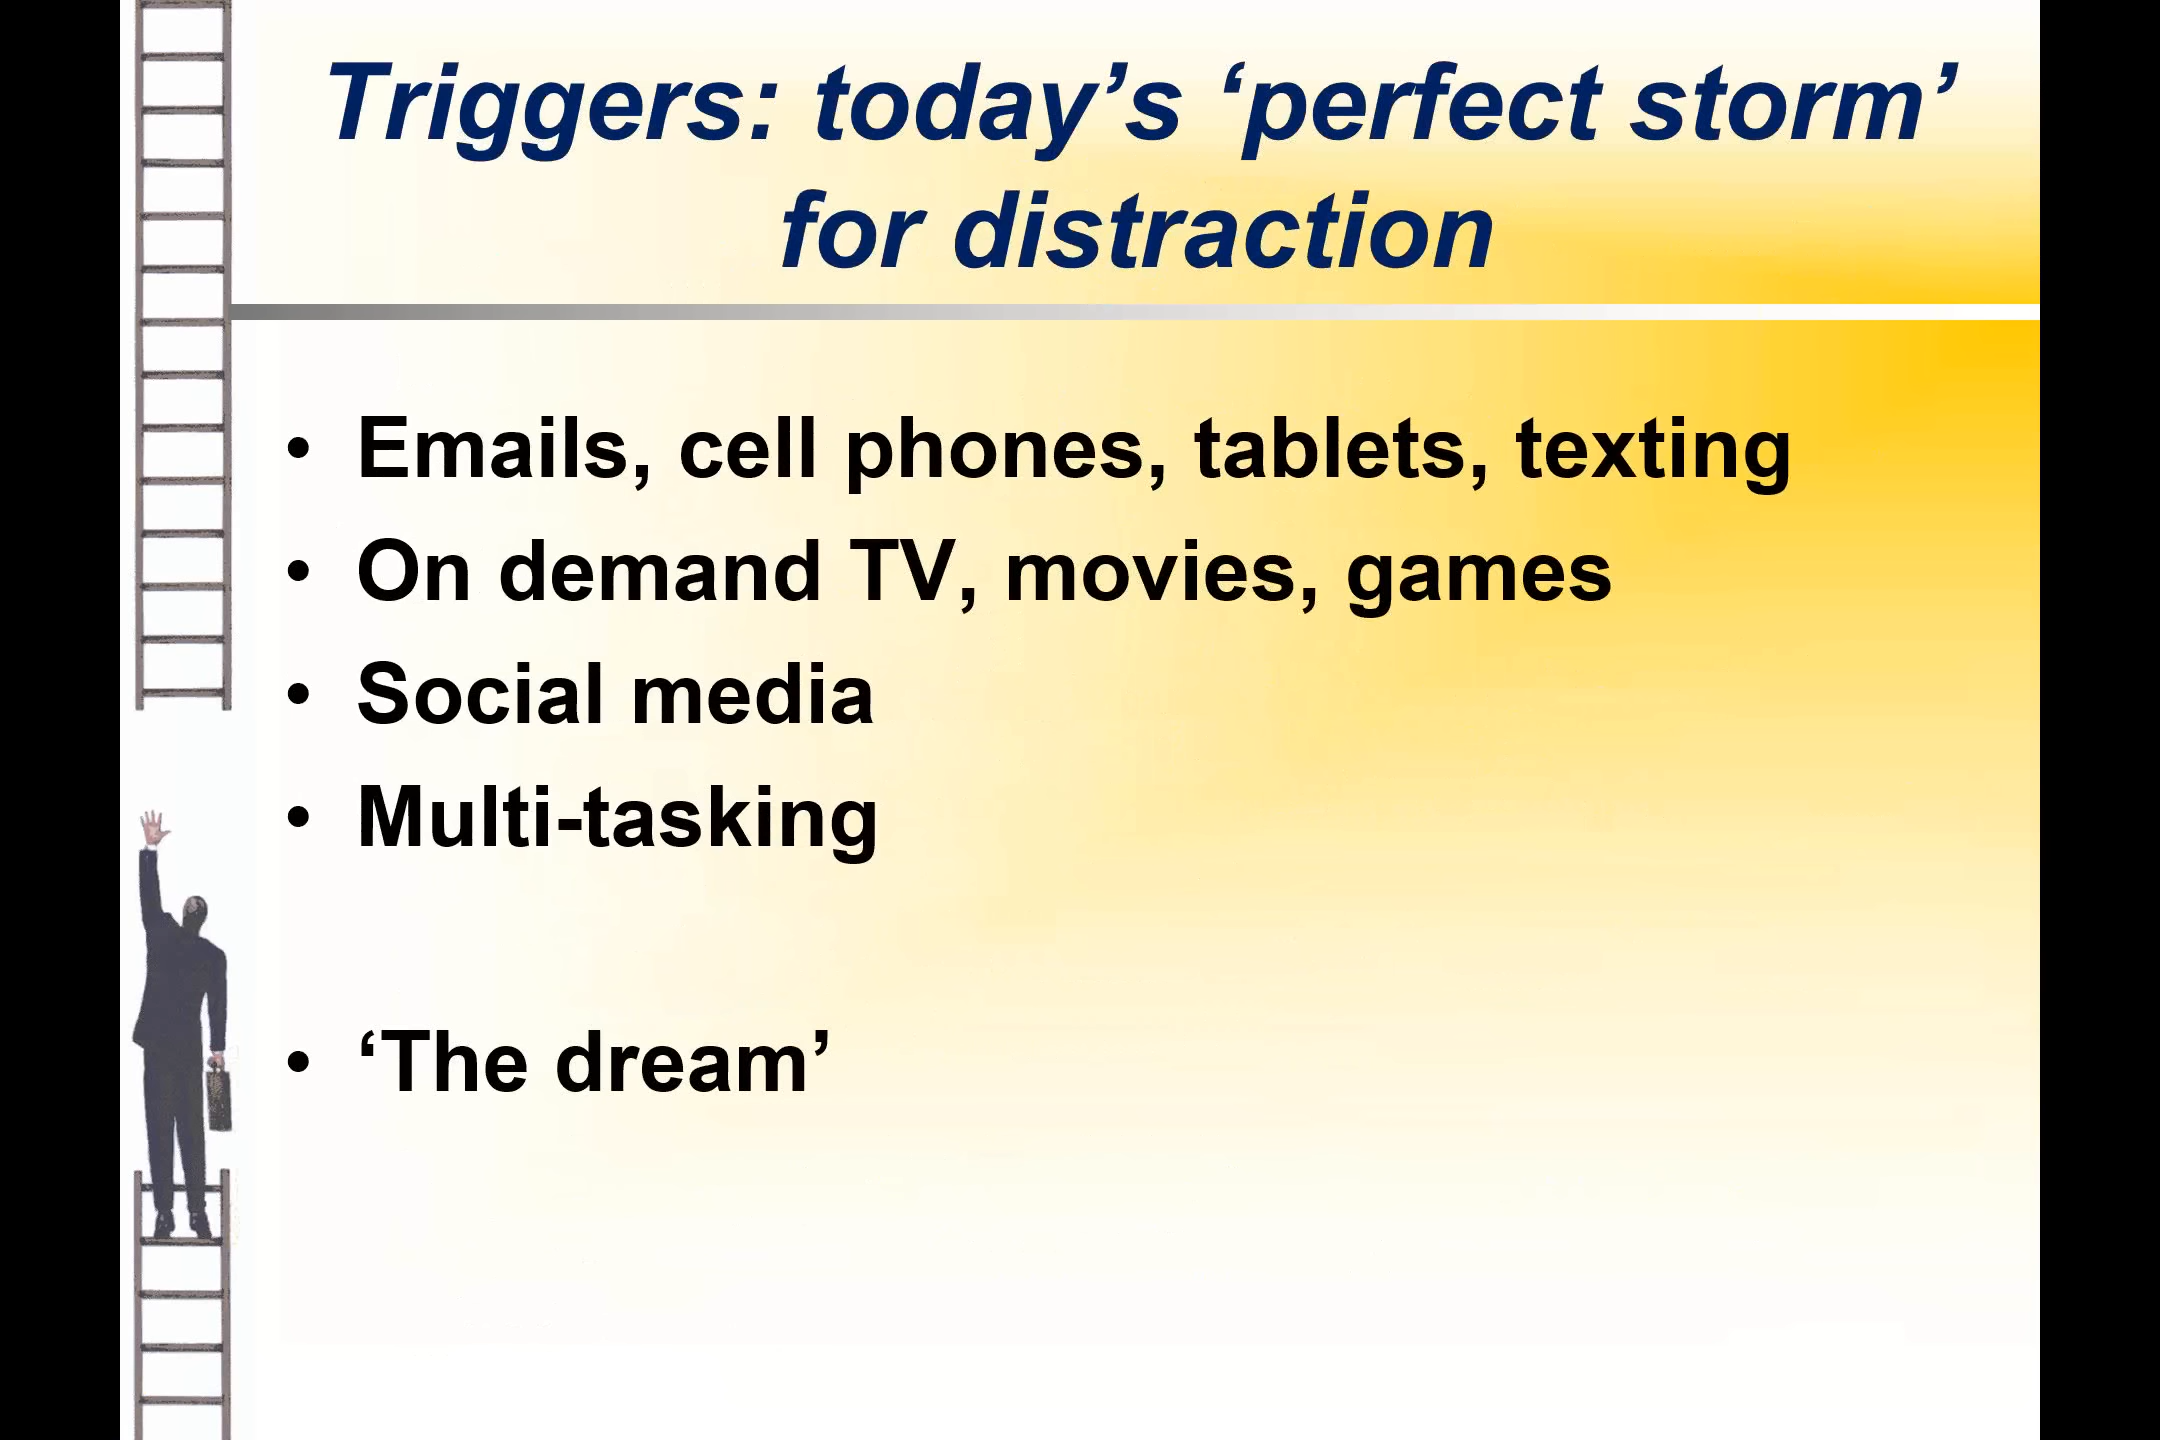 Triggers: today’s ‘perfect storm’
for distraction
• Emails, cell phones, tablets, texting
• On demand TV, movies, games
• Social media
• Multi-tasking
• ‘The dream’